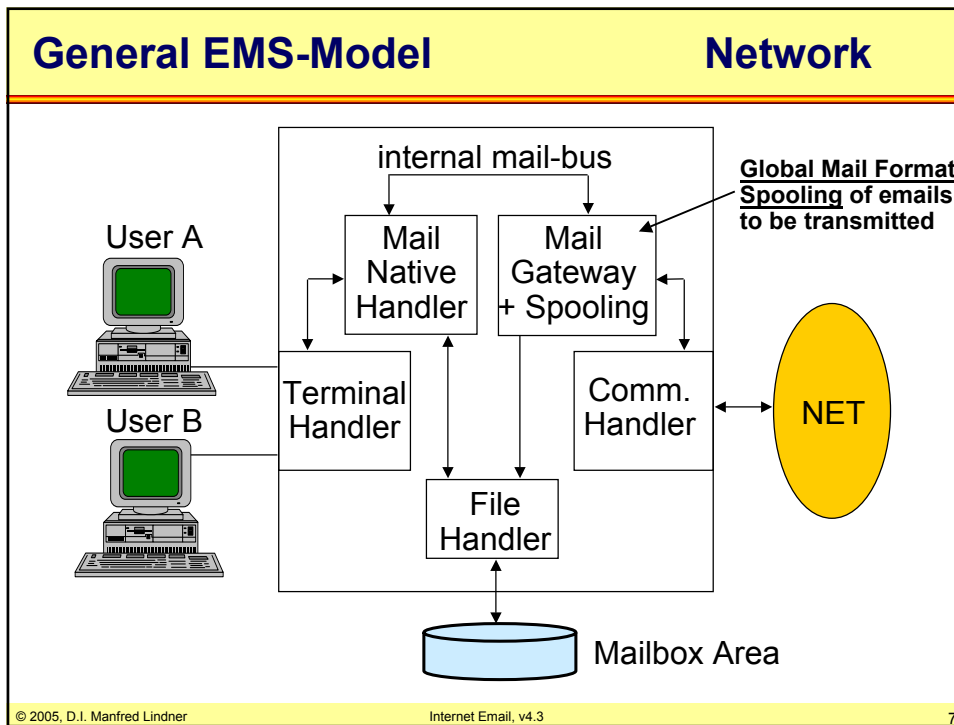 General EMS-Model Network
internal mail-bus
Global Mail Format
Spooling of emails
to be transmitted
User A
Mail
Native
Handler
Mail
Gateway
+ Spooling
Terminal
Handler
Comm.
Handler
NET
User B
File
Handler
Mailbox Area
© 2005, D.I. Manfred Lindner
Internet Email, v4.3
7